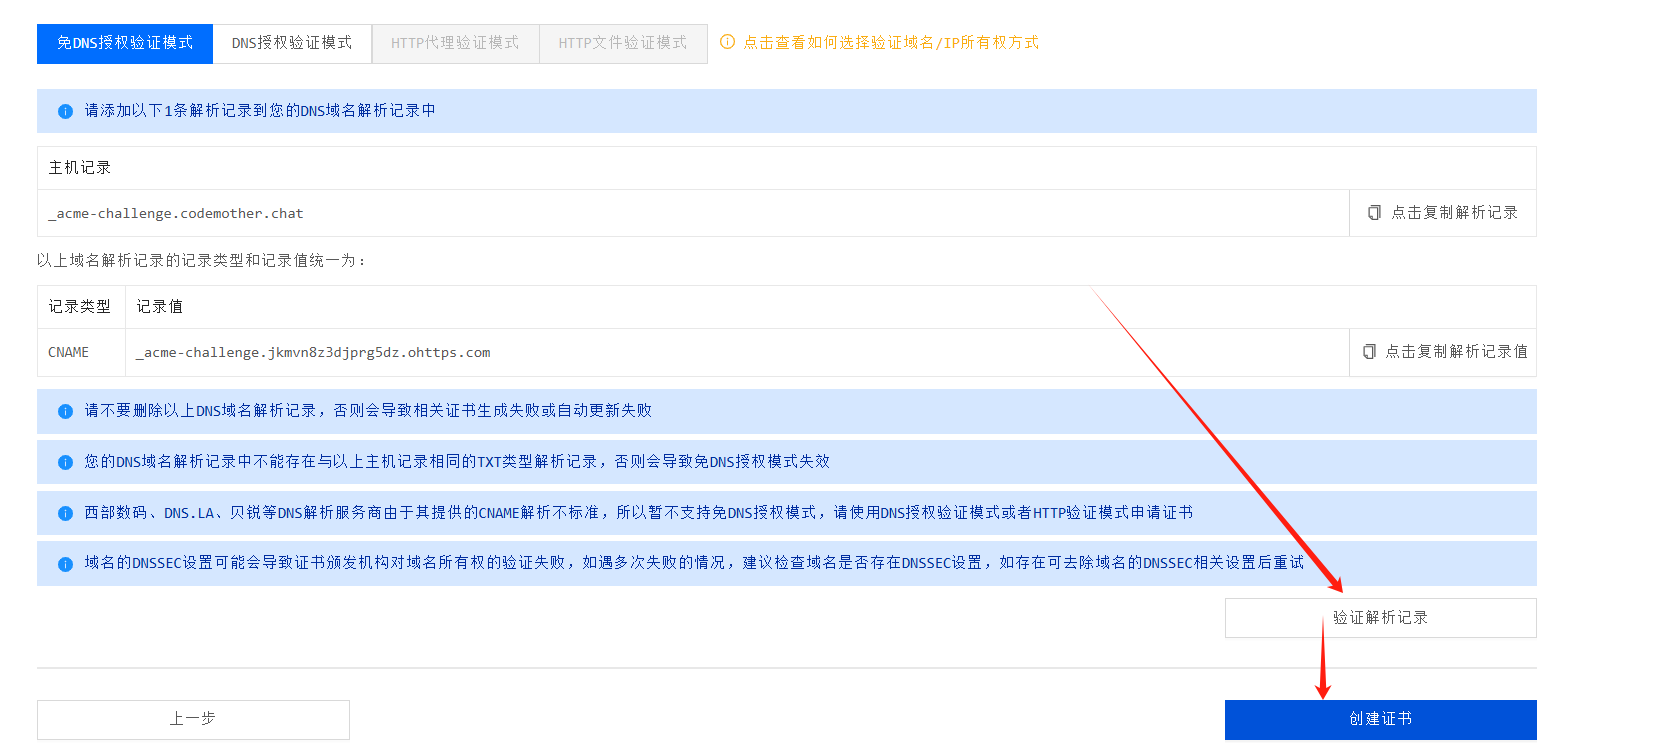 免DNS授权验证模式 DNS授权验证模式 HTTP代理验证模式 HTTP文件验证模式 点击查看如何选择验证域名/IP所有权方式
请添加以下1条解析记录到您的DNS域名解析记录中
主机记录
_acme-challenge.codemother.chat 点击复制解析记录
以上域名解析记录的记录类型和记录值统一为：
记录类型 记录值
CNAME _acme-challenge.jkmvn8z3djprg5dz.ohttps.com 点击复制解析记录值
请不要删除以上DNS域名解析记录，否则会导致相关证书生成失败或自动更新失败
您的DNS域名解析记录中不能存在与以上主机记录相同的TXT类型解析记录，否则会导致免DNS授权模式失效
西部数码、DNS.LA、贝锐等DNS解析服务商由于其提供的CNAME解析不标准，所以暂不支持免DNS授权模式，请使用DNS授权验证模式或者HTTP验证模式申请证书
域名的DNSSEC设置可能会导致证书颁发机构对域名所有权的验证失败，如遇多次失败的情况，建议检查域名是否存在DNSSEC设置，如存在可去除域名的DNSSEC相关设置后重试
验证解析记录
上一步 创建证书